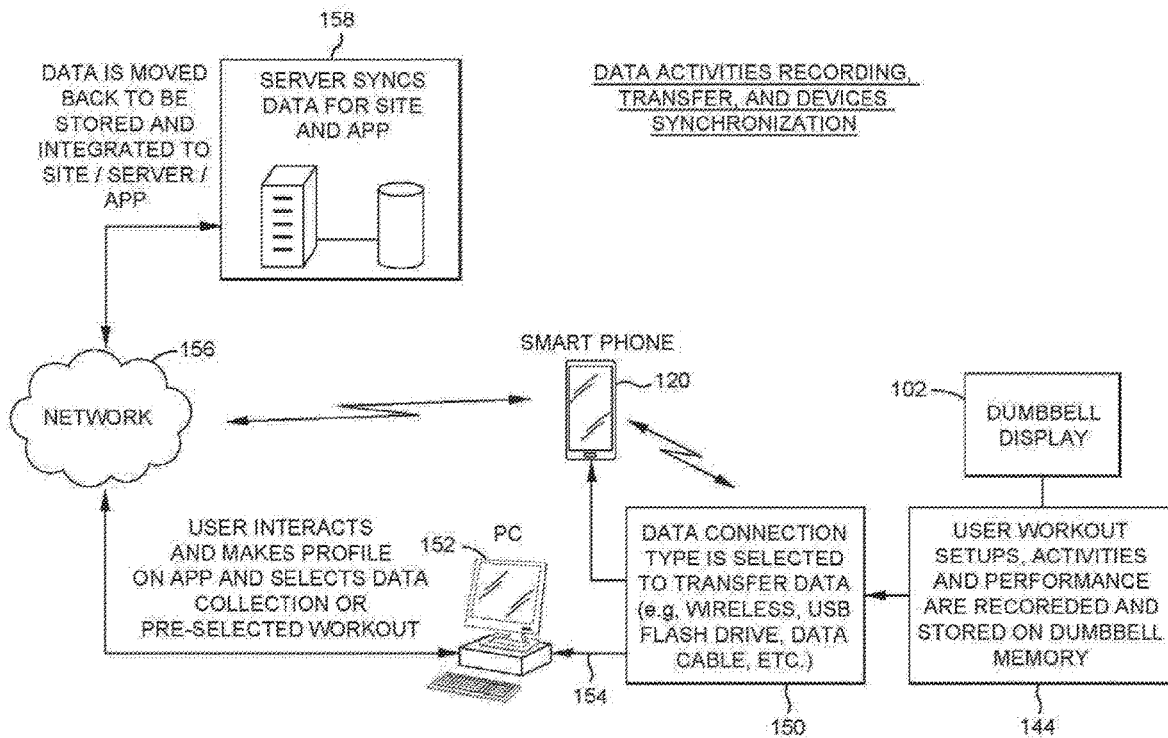 158
DATA IS MOVED
BACK TO BE
STORED AND
INTEGRATED TO
SITE / SERVER /
APP
SERVER SYNCS
DATA FOR SITE
AND APP
DATA ACTIVITIES RECORDING,
TRANSFER, AND DEVICES
SYNCHRONIZATION
156
NETWORK
SMART PHONE
120
102
DUMBBELL
DISPLAY
USER INTERACTS
AND MAKES PROFILE
ON APP AND SELECTS DATA
COLLECTION OR
PRE-SELECTED WORKOUT
PC
152
154
DATA CONNECTION
TYPE IS SELECTED
TO TRANSFER DATA
(e.g, WIRELESS, USB
FLASH DRIVE, DATA
CABLE, ETC.)
150
USER WORKOUT
SETUPS, ACTIVITIES
AND PERFORMANCE
ARE RECOREDED AND
STORED ON DUMBBELL
MEMORY
144